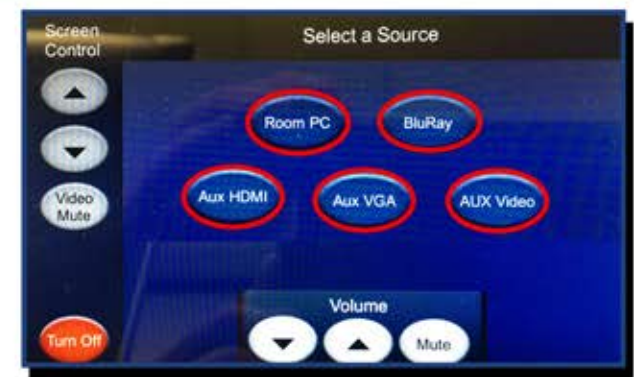 Screen
Control
Select a Source
Room PC
BluRay
Video
Mute
Aux HDMI
Aux VGA
AUX Video
Volume
Turn Off
Mute